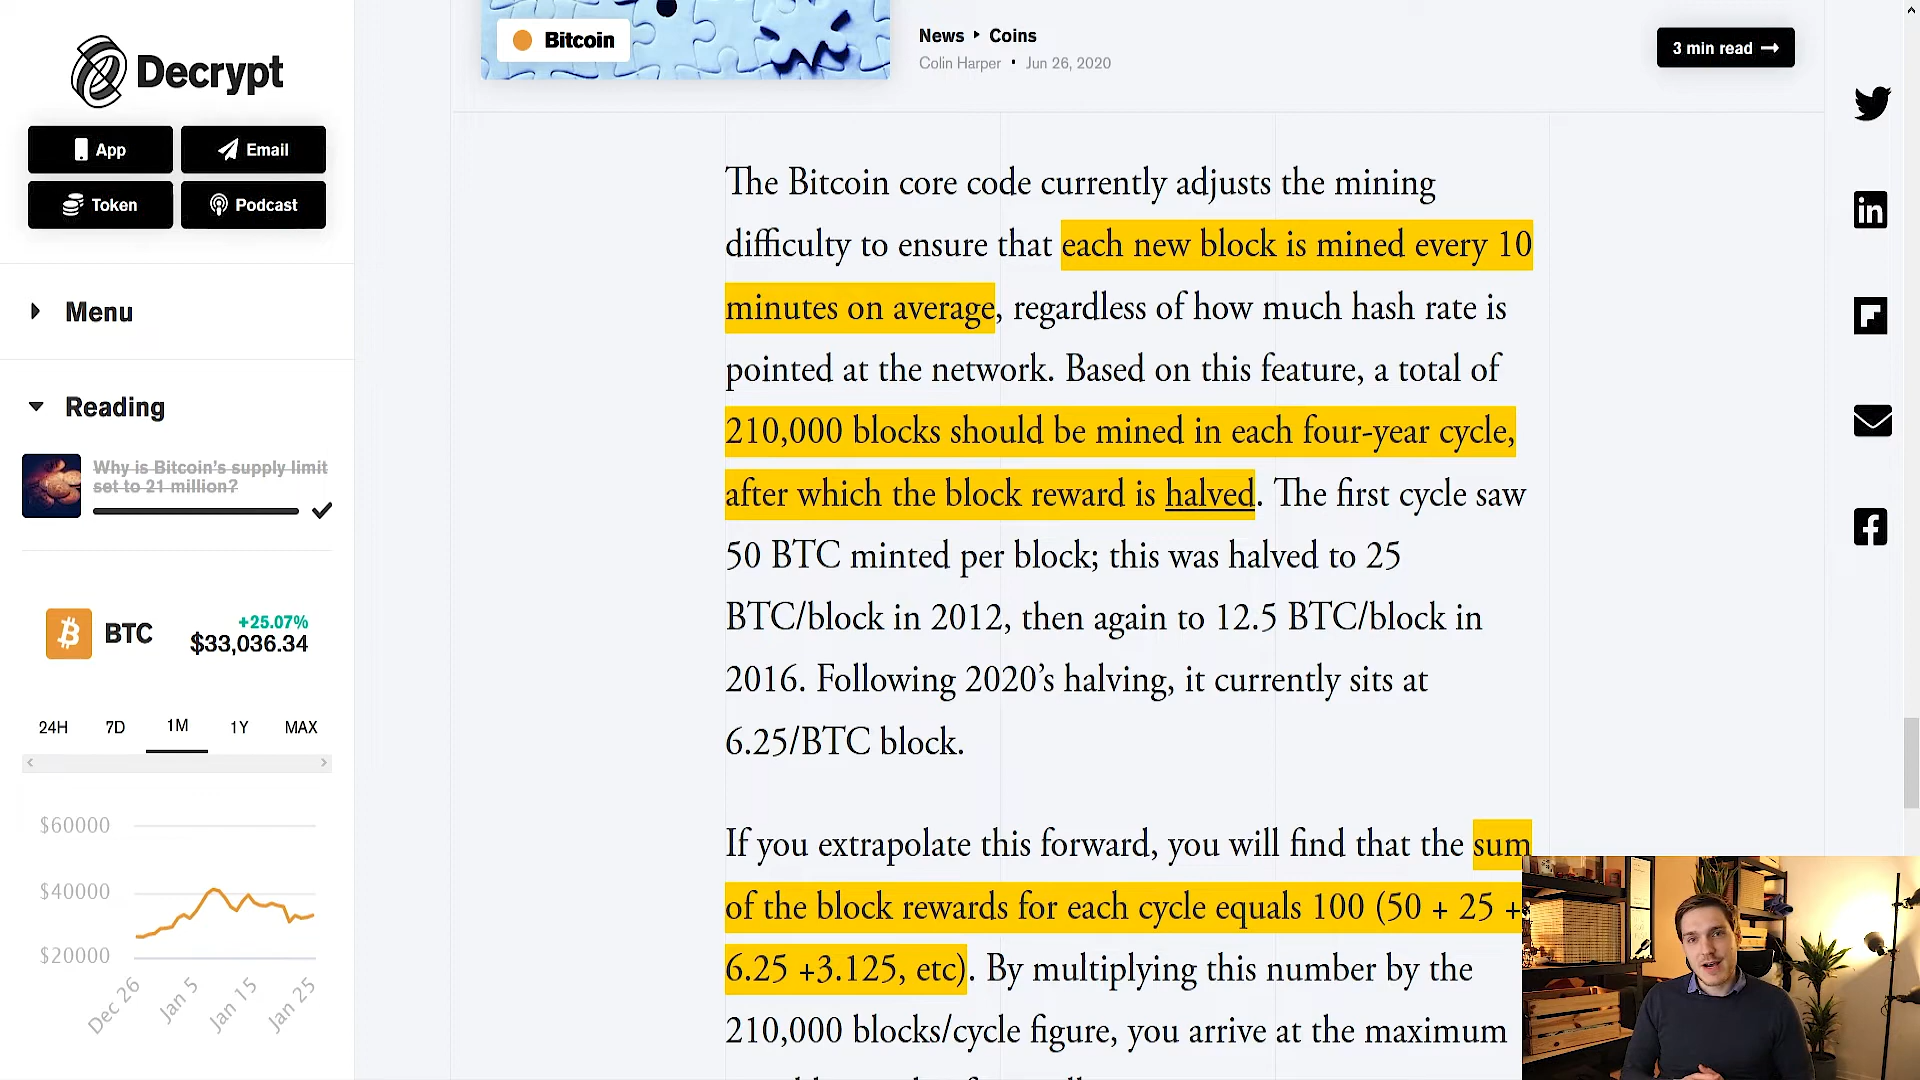 Decrypt
App
Email
Token
Podcast
Menu
Reading
Why is Bitcoin's supply limit
set to 21 million?
BTC
+25.07%
$33,036.34
24H
7D
1M
1Y
MAX
$60000
$40000
$20000
Dec 26
Jan 5
Jan 15
Jan 25
Bitcoin
News ‣ Coins
Colin Harper • Jun 26, 2020
3 min read →
The Bitcoin core code currently adjusts the mining
difficulty to ensure that each new block is mined every 10
minutes on average, regardless of how much hash rate is
pointed at the network. Based on this feature, a total of
210,000 blocks should be mined in each four-year cycle,
after which the block reward is halved. The first cycle saw
50 BTC minted per block; this was halved to 25
BTC/block in 2012, then again to 12.5 BTC/block in
2016. Following 2020’s halving, it currently sits at
6.25/BTC block.
If you extrapolate this forward, you will find that the sum
of the block rewards for each cycle equals 100 (50 + 25 +
6.25 +3.125, etc). By multiplying this number by the
210,000 blocks/cycle figure, you arrive at the maximum